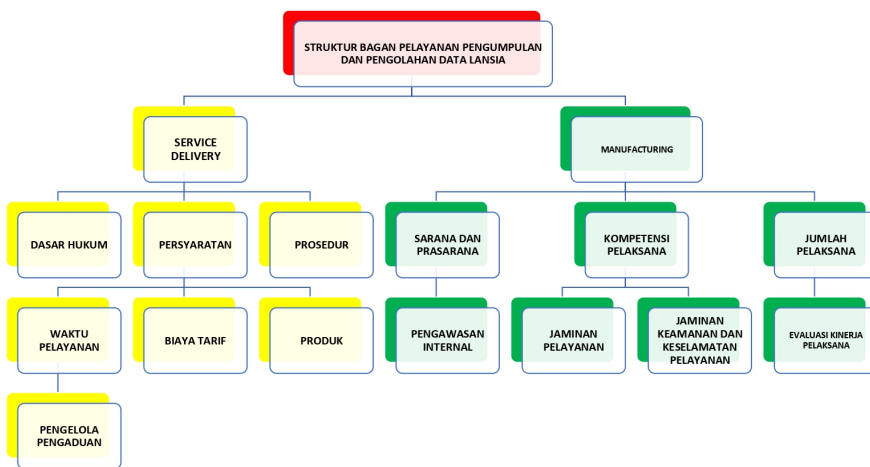 STRUKTUR BAGAN PELAYANAN PENGUMPULAN
DAN PENGOLAHAN DATA LANSIA
SERVICE
DELIVERY
MANUFACTURING
DASAR HUKUM
PERSYARATAN
PROSEDUR
SARANA DAN
PRASARANA
KOMPETENSI
PELAKSANA
JUMLAH
PELAKSANA
WAKTU
PELAYANAN
BIAYA TARIF
PRODUK
PENGAWASAN
INTERNAL
JAMINAN
PELAYANAN
JAMINAN
KEAMANAN DAN
KESELAMATAN
PELAYANAN
EVALUASI KINERJA
PELAKSANA
PENGELOLA
PENGADUAN